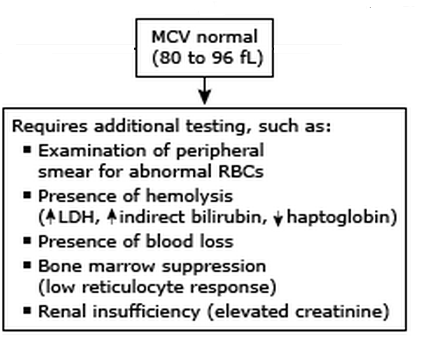 MCV normal
(80 to 96 fL)
Requires additional testing, such as:
▪ Examination of peripheral
smear for abnormal RBCs
▪ Presence of hemolysis
(↑LDH, ↑indirect bilirubin, ↓haptoglobin)
▪ Presence of blood loss
▪ Bone marrow suppression
(low reticulocyte response)
▪ Renal insufficiency (elevated creatinine)